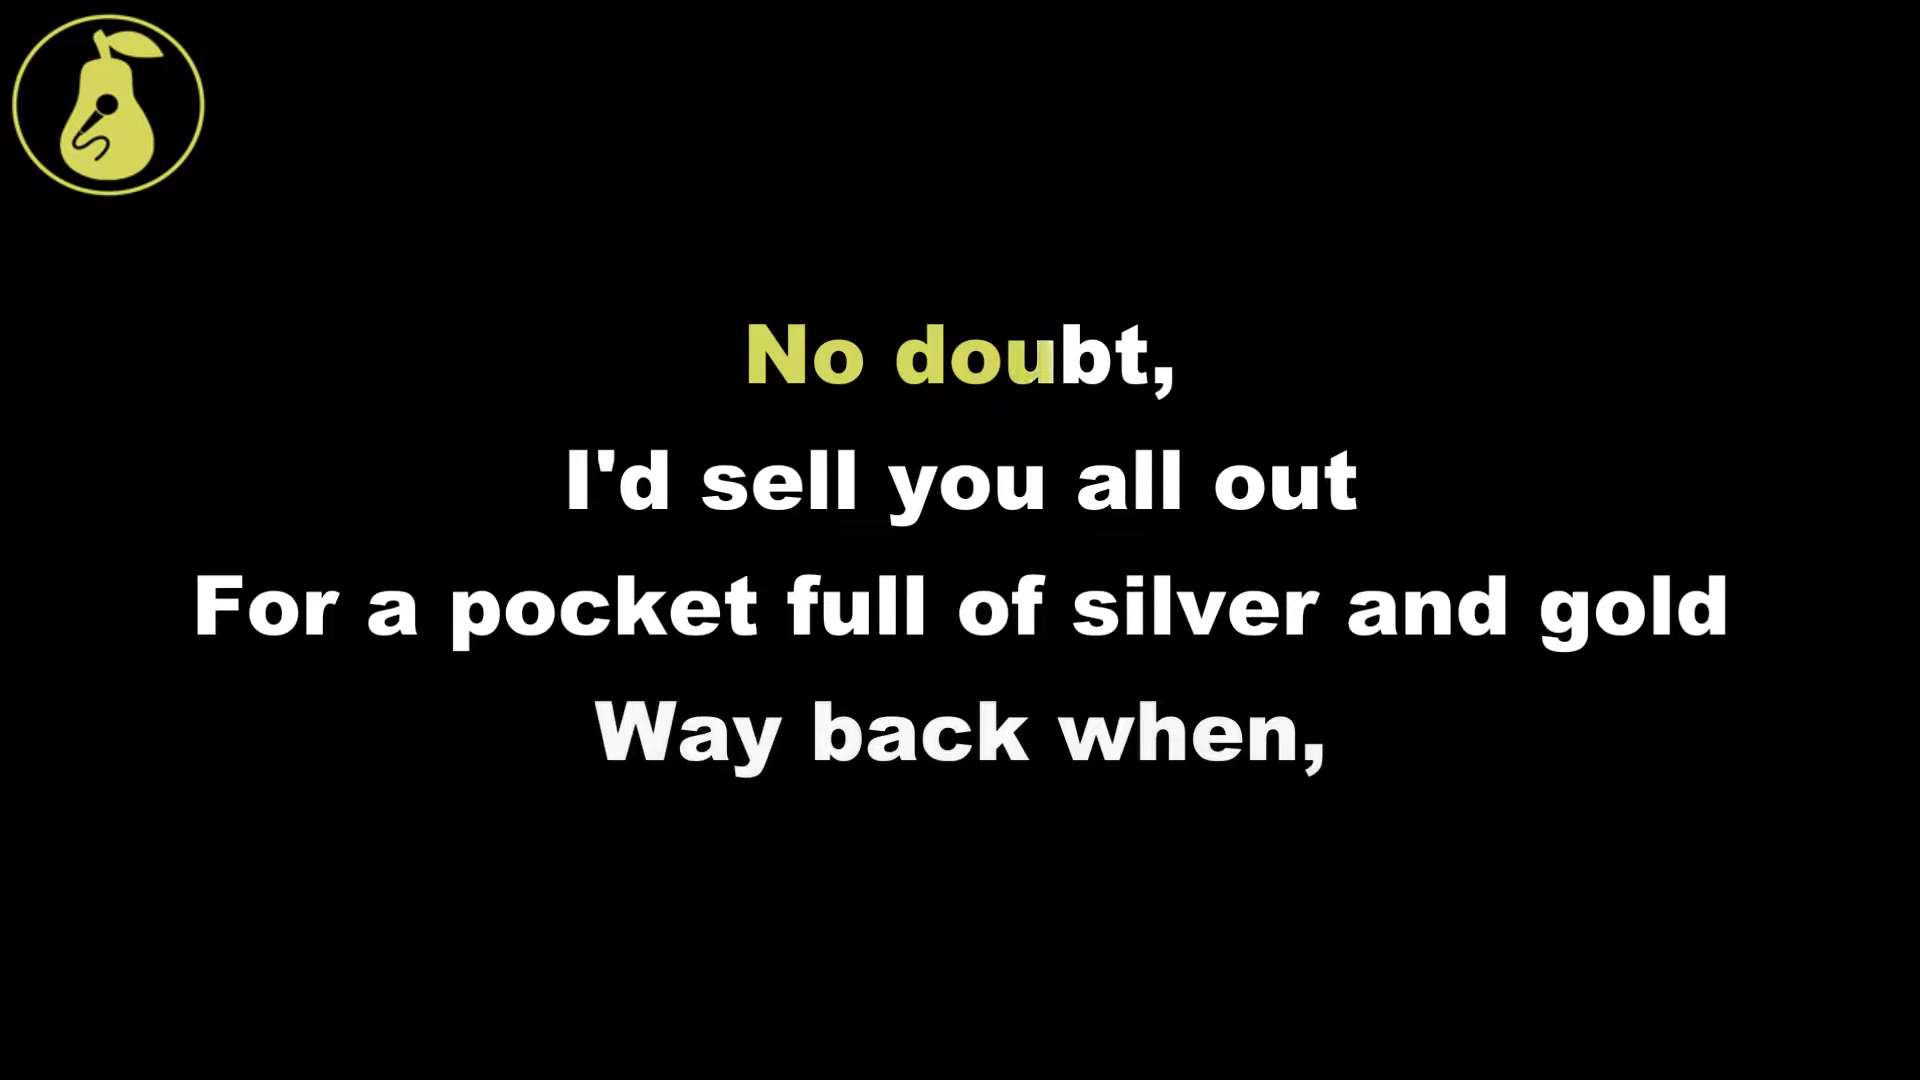 No doubt,
I'd sell you all out
For a pocket full of silver and gold
Way back when,